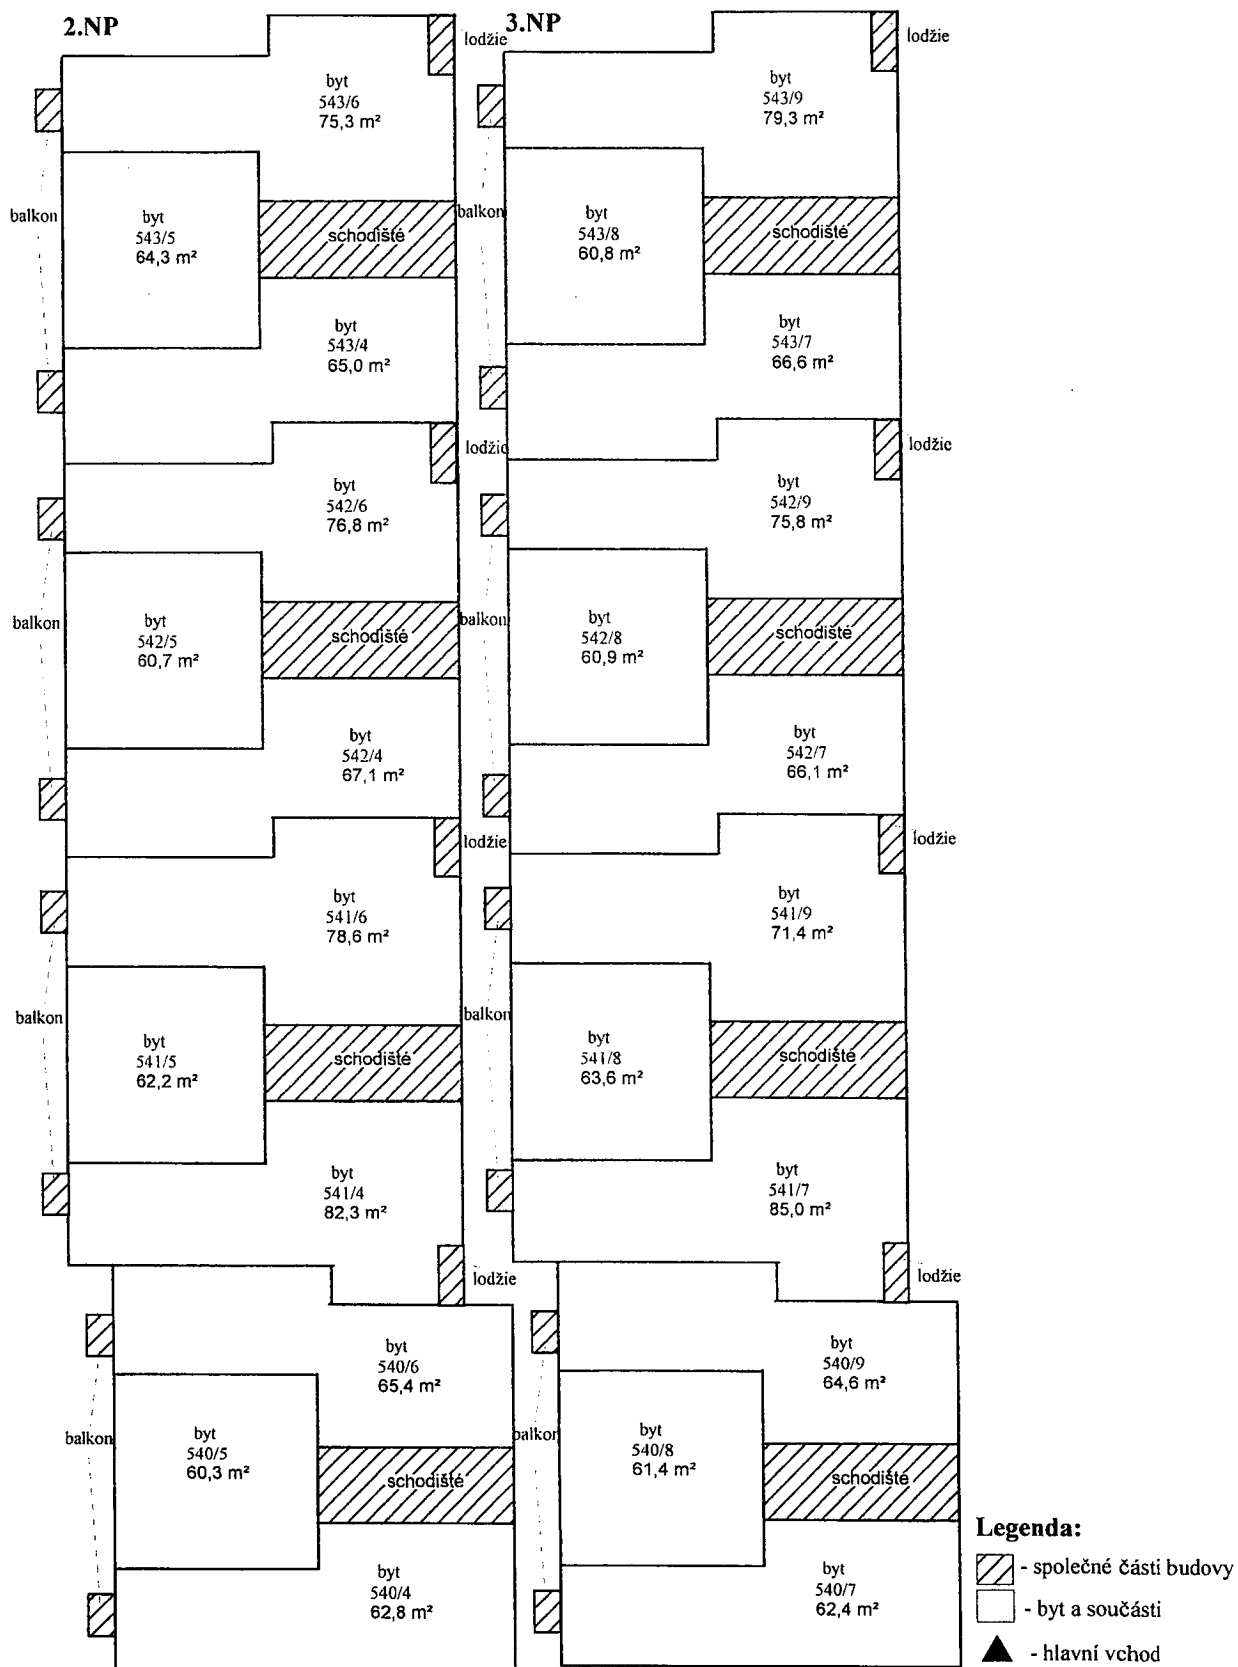 2.NP
lodžie
byt
543/6
75,3 m²
balkon
byt
543/5
64,3 m²
schodiště
byt
543/4
65,0 m²
lodžie
byt
542/6
76,8 m²
balkon
byt
542/5
60,7 m²
schodiště
byt
542/4
67,1 m²
lodžie
byt
541/6
78,6 m²
balkon
byt
541/5
62,2 m²
schodiště
byt
541/4
82,3 m²
lodžie
byt
540/6
65,4 m²
balkon
byt
540/5
60,3 m²
schodiště
byt
540/4
62,8 m²
3.NP
lodžie
byt
543/9
79,3 m²
balkon
byt
543/8
60,8 m²
schodiště
byt
543/7
66,6 m²
lodžie
byt
542/9
75,8 m²
balkon
byt
542/8
60,9 m²
schodiště
byt
542/7
66,1 m²
lodžie
byt
541/9
71,4 m²
balkon
byt
541/8
63,6 m²
schodiště
byt
541/7
85,0 m²
lodžie
byt
540/9
64,6 m²
balkon
byt
540/8
61,4 m²
schodiště
byt
540/7
62,4 m²
Legenda:
- společné části budovy
- byt a součásti
- hlavní vchod